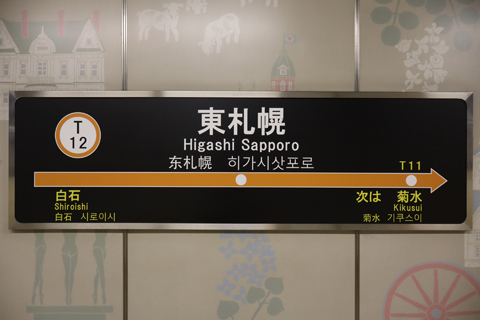 T
12
東札幌
Higashi Sapporo
东札幌 히가시삿포로
T11
白石
Shiroishi
白石 시로이시
次は 菊水
Kikusui
菊水 기쿠스이